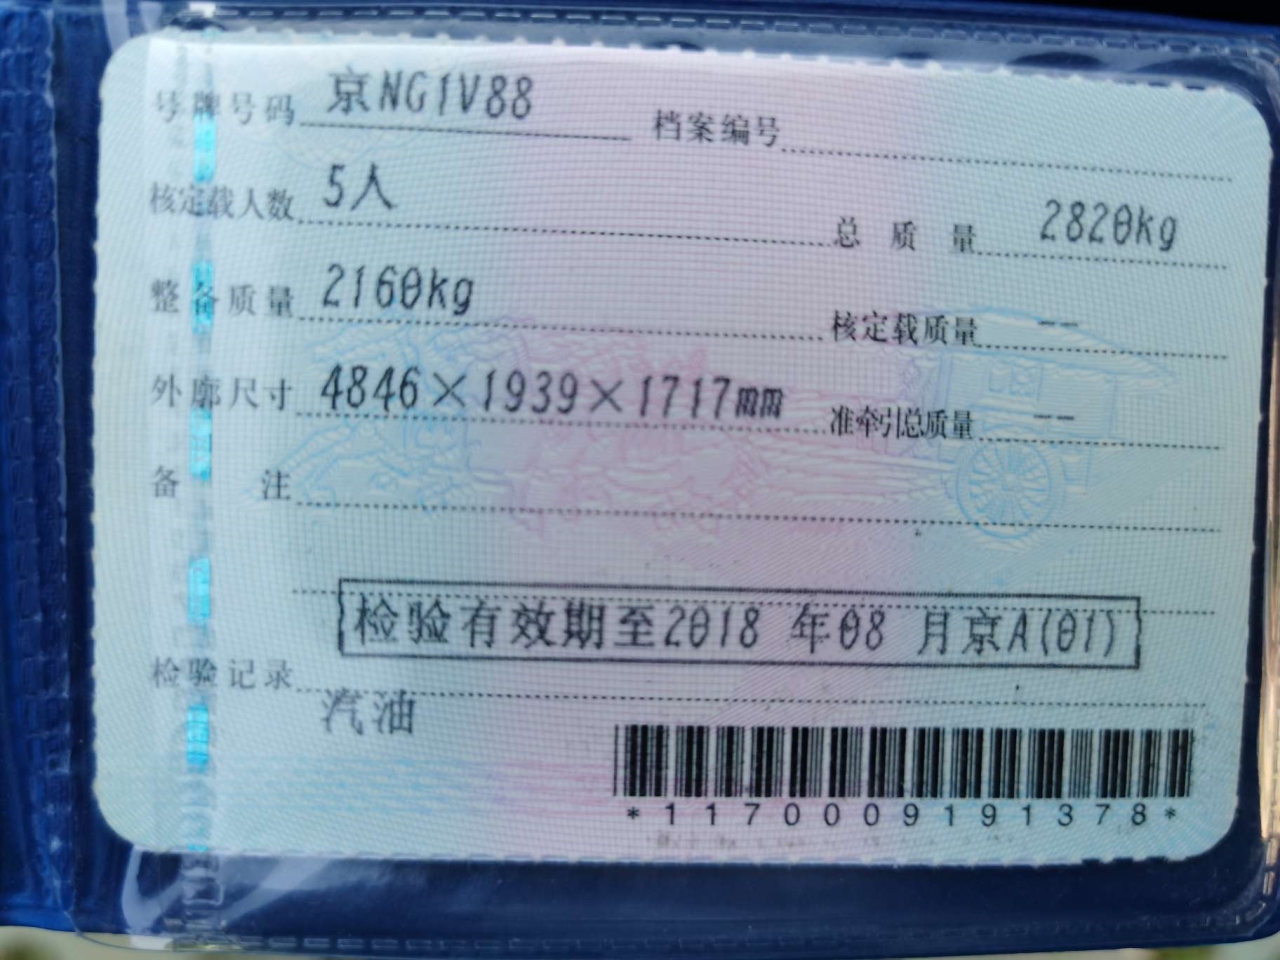 号牌号码 京NG1V88 档案编号
核定载人数 5人 总质量 2820kg
整备质量 2160kg 核定载质量 --
外廓尺寸 4846×1939×1717mm 准牵引总质量 --
备注
检验有效期至2018年08月京A(01)
检验记录
汽油
*1170009191378*